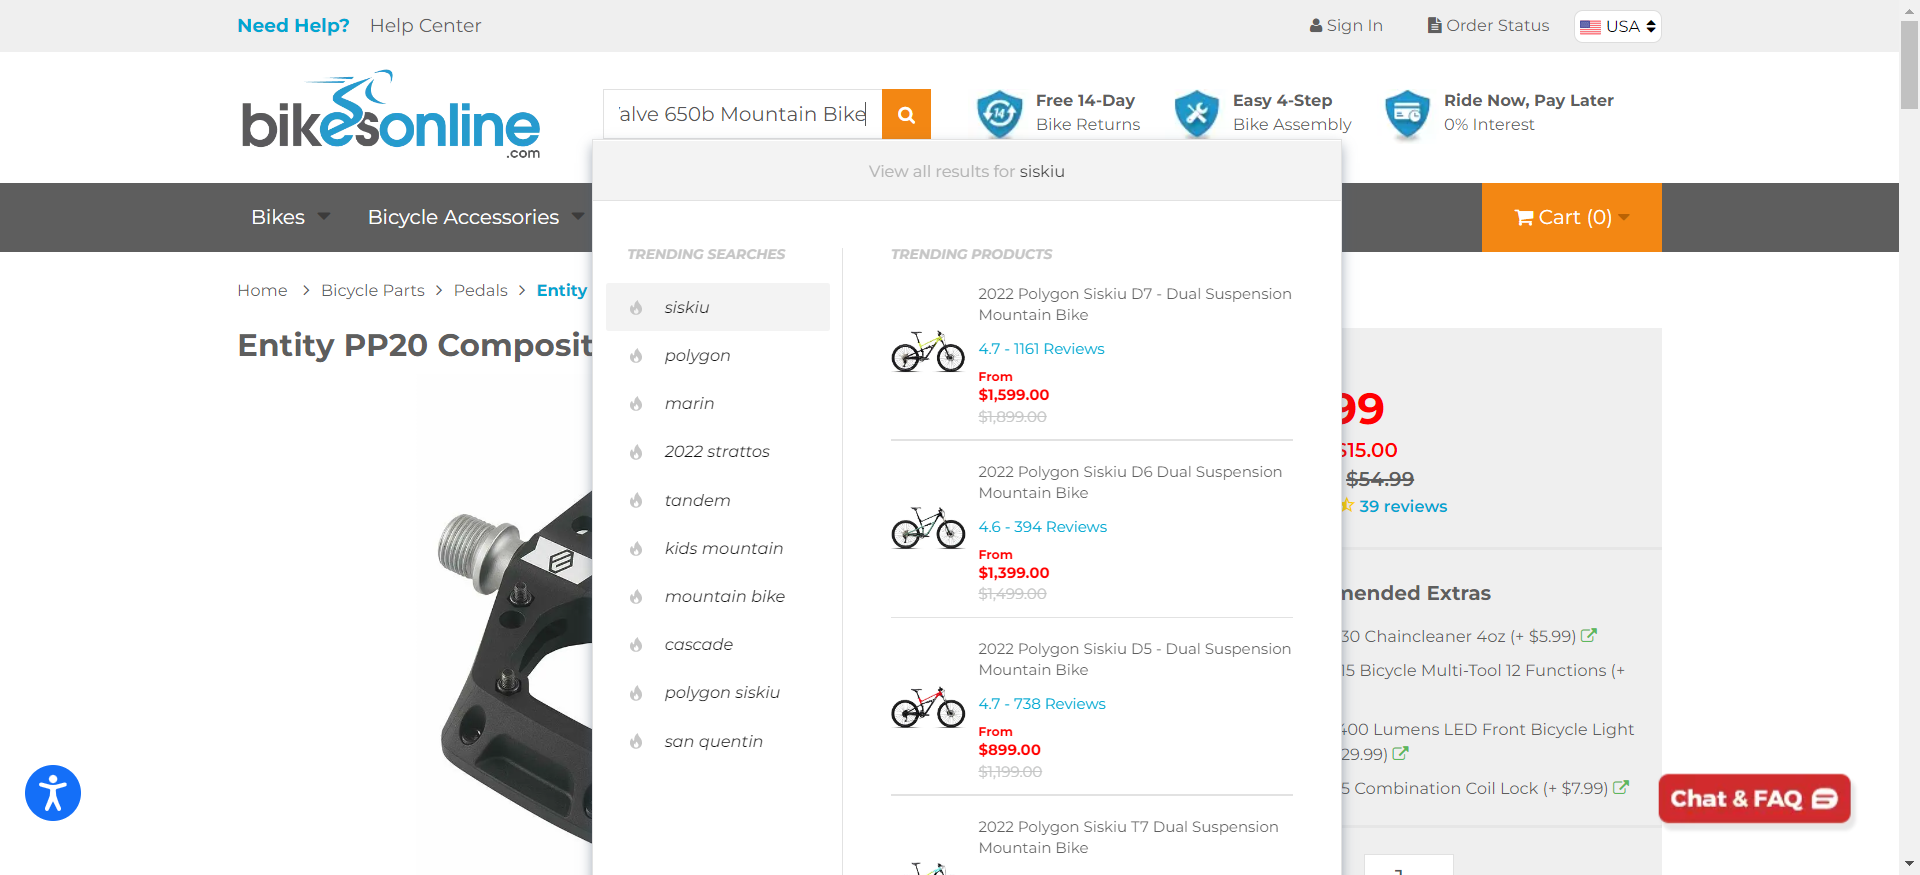 Need Help? Help Center
Sign In
Order Status
USA
bikesonline
.com
alve 650b Mountain Bike
Free 14-Day
Bike Returns
14
Easy 4-Step
Bike Assembly
Ride Now, Pay Later
0% Interest
View all results for siskiu
Bikes
Bicycle Accessories
Cart (0)
Home > Bicycle Parts > Pedals > Entity
Entity PP20 Composit
TRENDING SEARCHES
siskiu
polygon
marin
2022 strattos
tandem
kids mountain
mountain bike
cascade
polygon siskiu
san quentin
TRENDING PRODUCTS
2022 Polygon Siskiu D7 - Dual Suspension
Mountain Bike
4.7 - 1161 Reviews
From
$1,599.00
$1,899.00
2022 Polygon Siskiu D6 Dual Suspension
Mountain Bike
4.6 - 394 Reviews
From
$1,399.00
$1,499.00
2022 Polygon Siskiu D5 - Dual Suspension
Mountain Bike
4.7 - 738 Reviews
From
$899.00
$1,199.00
2022 Polygon Siskiu T7 Dual Suspension
Mountain Bike
99
$15.00
$54.99
39 reviews
mended Extras
30 Chaincleaner 4oz (+ $5.99)
15 Bicycle Multi-Tool 12 Functions (+
400 Lumens LED Front Bicycle Light
29.99)
5 Combination Coil Lock (+ $7.99)
Chat & FAQ